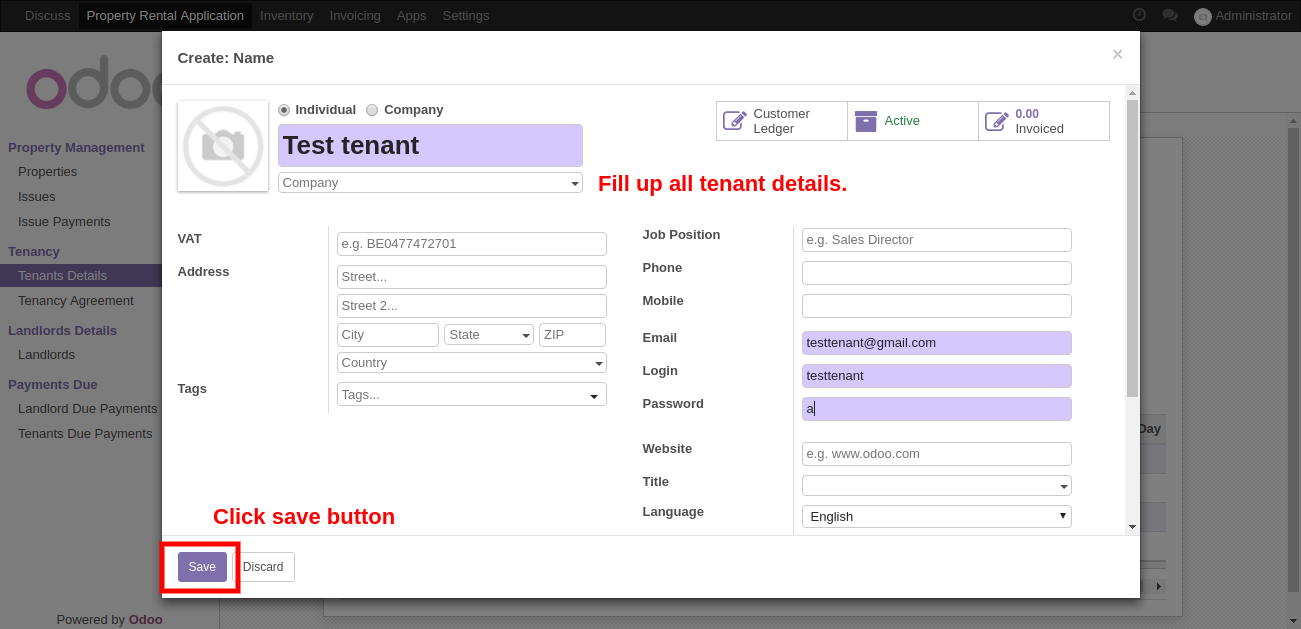 Discuss Property Rental Application Inventory Invoicing Apps Settings Administrator
odoo
Property Management
Properties
Issues
Issue Payments
Tenancy
Tenants Details
Tenancy Agreement
Landlords Details
Landlords
Payments Due
Landlord Due Payments
Tenants Due Payments
Powered by Odoo
Create: Name ×
Individual Company
Test tenant
Company
Customer
Ledger
Active
0.00
Invoiced
Fill up all tenant details.
VAT e.g. BE0477472701
Address Street...
Street 2...
City State ZIP
Country
Tags Tags...
Job Position e.g. Sales Director
Phone
Mobile
Email testtenant@gmail.com
Login testtenant
Password a
Website e.g. www.odoo.com
Title
Language English
Click save button
Save Discard
Day